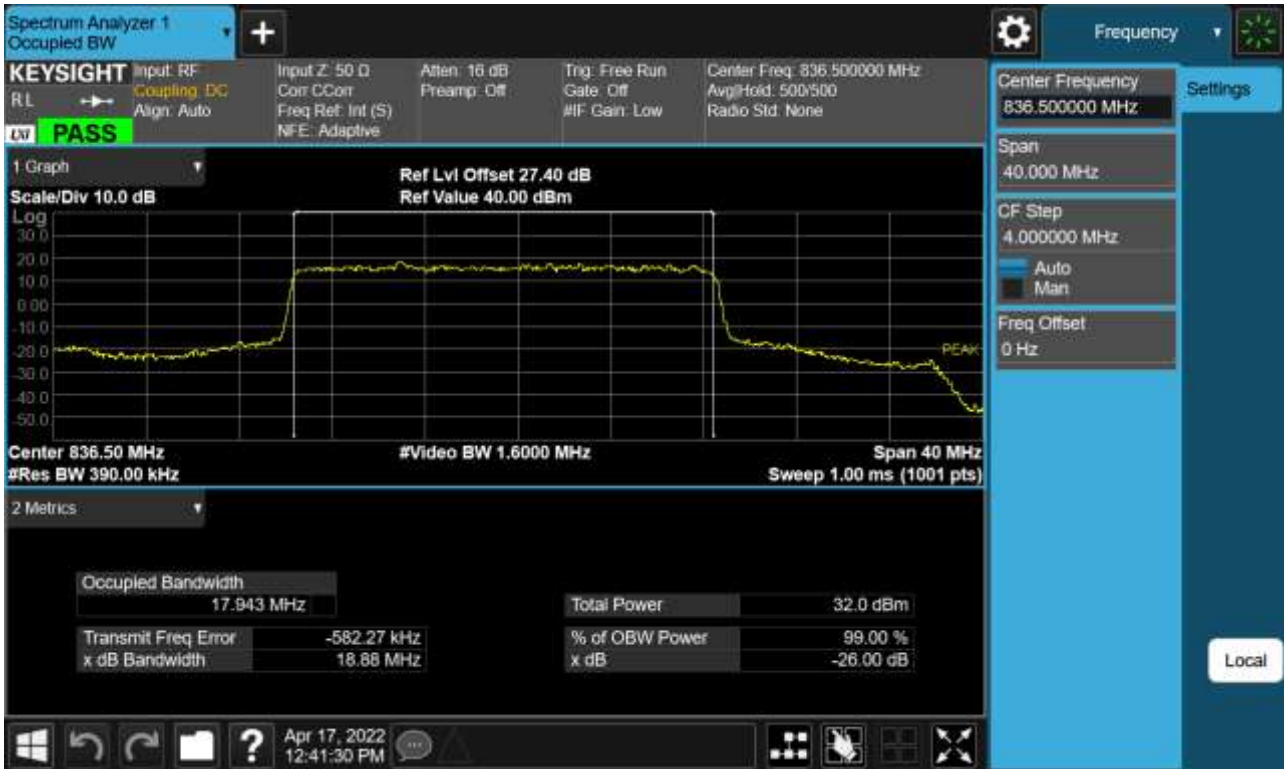 Spectrum Analyzer 1
Occupied BW
+
Frequency
KEYSIGHT
RL
PASS
Input: RF
Coupling: DC
Align: Auto
Input Z: 50 Ω
Corr CCorr
Freq Ref: Int (S)
NFE: Adaptive
Atten: 16 dB
Preamp: Off
Trig: Free Run
Gate: Off
#IF Gain: Low
Center Freq: 836.500000 MHz
Avg|Hold: 500/500
Radio Std: None
Center Frequency
836.500000 MHz
Settings
Span
40.000 MHz
CF Step
4.000000 MHz
Auto
Man
Freq Offset
0 Hz
Local
1 Graph
Scale/Div 10.0 dB
Ref Lvl Offset 27.40 dB
Ref Value 40.00 dBm
Log
30.0
20.0
10.0
0.00
-10.0
-20.0
-30.0
-40.0
-50.0
PEAK
Center 836.50 MHz
#Res BW 390.00 kHz
#Video BW 1.6000 MHz
Span 40 MHz
Sweep 1.00 ms (1001 pts)
2 Metrics
Occupied Bandwidth
17.943 MHz
Total Power 32.0 dBm
Transmit Freq Error -582.27 kHz
% of OBW Power 99.00 %
x dB Bandwidth 18.88 MHz
x dB -26.00 dB
?
Apr 17, 2022
12:41:30 PM